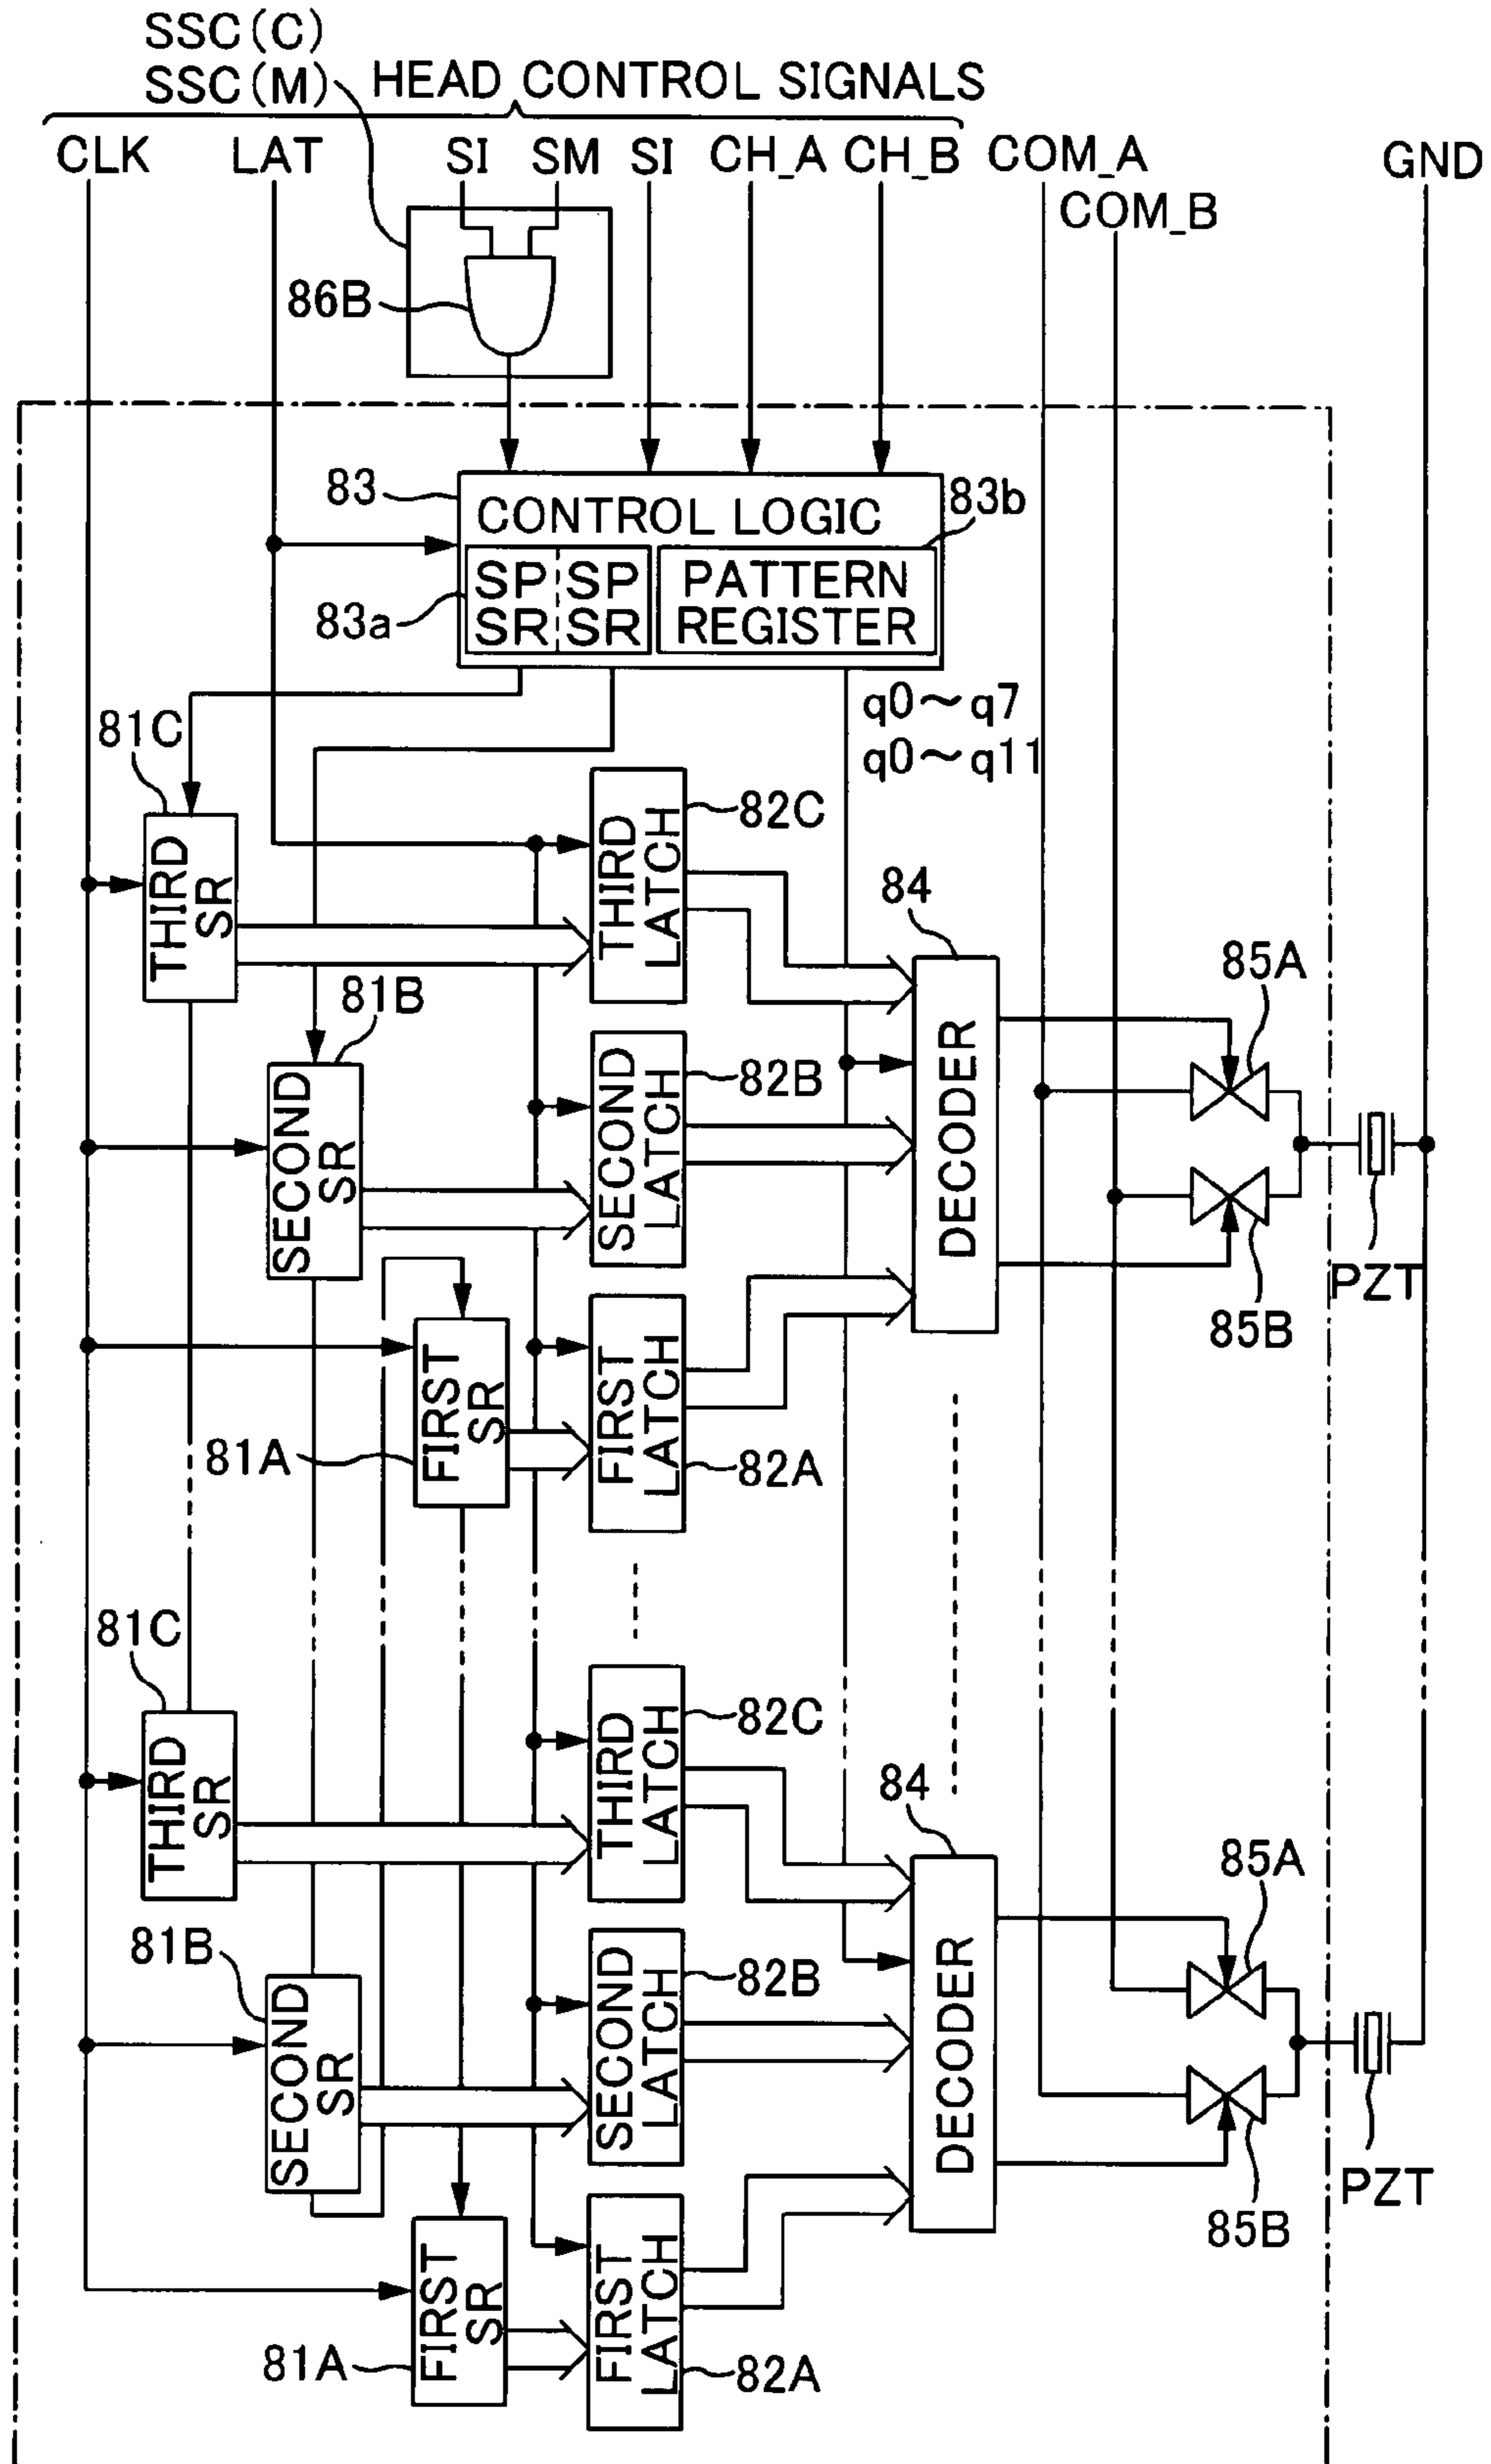 SSC(C)
SSC(M)
HEAD CONTROL SIGNALS
CLK
LAT
SI
SM
SI
CH_A
CH_B
COM_A
COM_B
GND
86B
83
CONTROL LOGIC
83b
83a
SP
SR
SP
SR
PATTERN
REGISTER
q0～q7
q0～q11
81C
THIRD
SR
THIRD
LATCH
82C
84
DECODER
85A
81B
SECOND
SR
SECOND
LATCH
82B
PZT
85B
FIRST
SR
81A
FIRST
LATCH
82A
81C
THIRD
SR
THIRD
LATCH
82C
84
DECODER
85A
81B
SECOND
SR
SECOND
LATCH
82B
PZT
85B
FIRST
SR
81A
FIRST
LATCH
82A